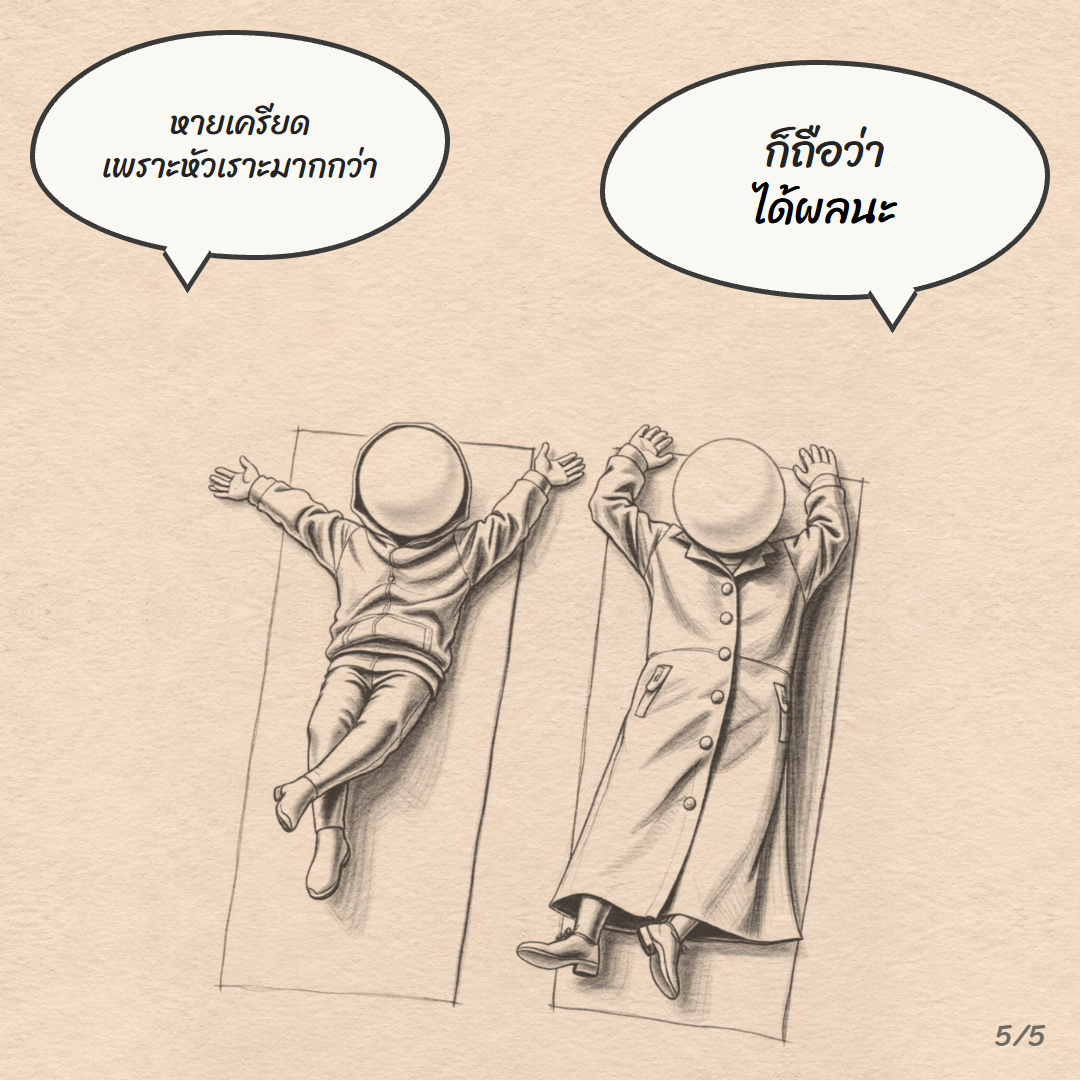 หายเครียด
เพราะหัวเราะมากกว่า
ก็ถือว่า
ได้ผลนะ
5/5